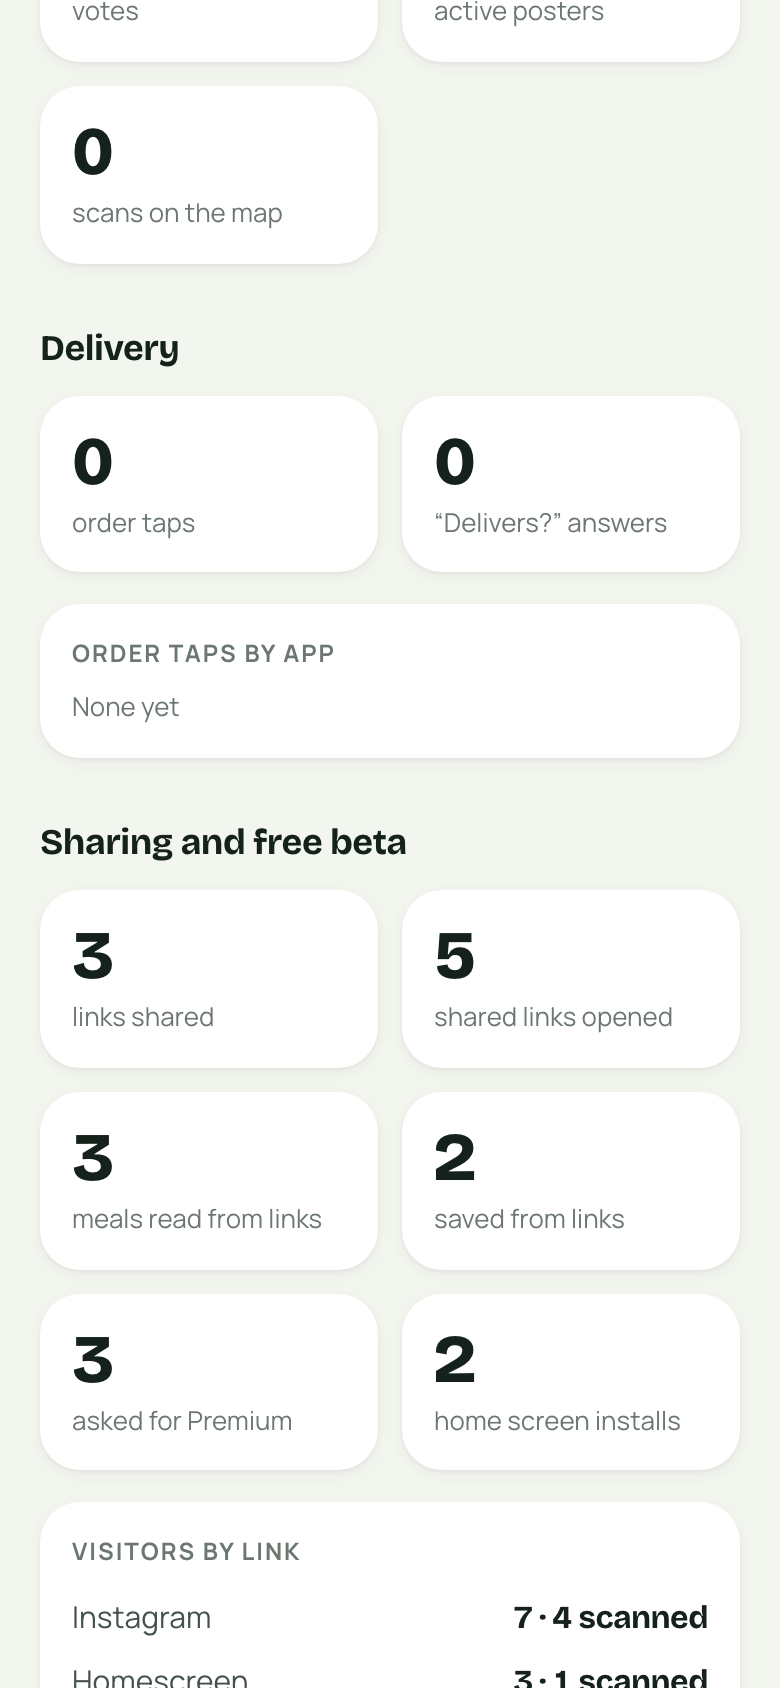 votes
active posters
0
scans on the map
Delivery
0
order taps
0
“Delivers?” answers
ORDER TAPS BY APP
None yet
Sharing and free beta
3
links shared
5
shared links opened
3
meals read from links
2
saved from links
3
asked for Premium
2
home screen installs
VISITORS BY LINK
Instagram 7 · 4 scanned
Homescreen 3 · 1 scanned